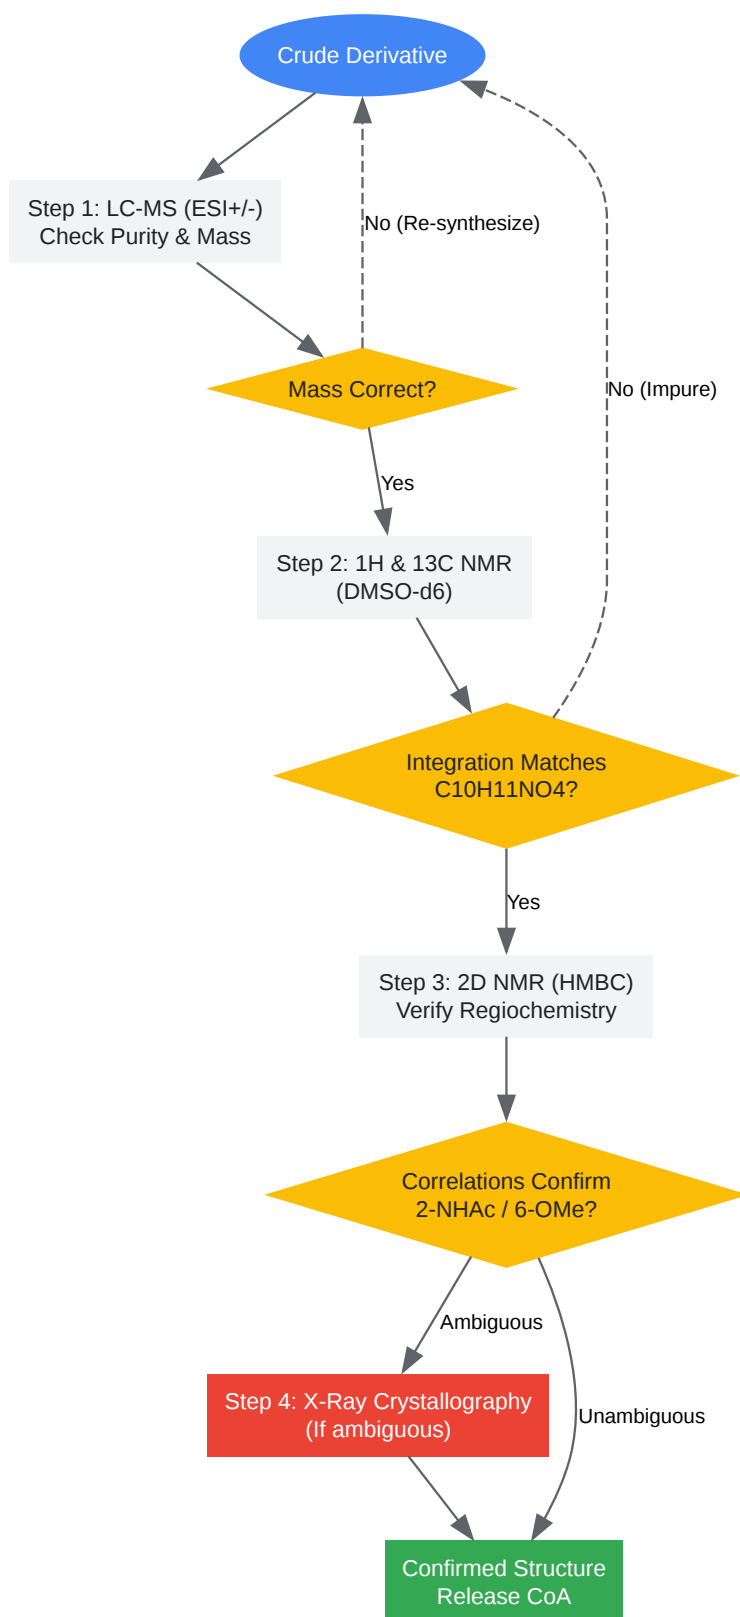 Crude Derivative
Step 1: LC-MS (ESI+/-)
Check Purity & Mass
No (Re-synthesize)
Mass Correct?
No (Impure)
Yes
Step 2: 1H & 13C NMR
(DMSO-d6)
Integration Matches
C10H11NO4?
Yes
Step 3: 2D NMR (HMBC)
Verify Regiochemistry
Correlations Confirm
2-NHAc / 6-OMe?
Ambiguous
Step 4: X-Ray Crystallography
(If ambiguous)
Unambiguous
Confirmed Structure
Release CoA